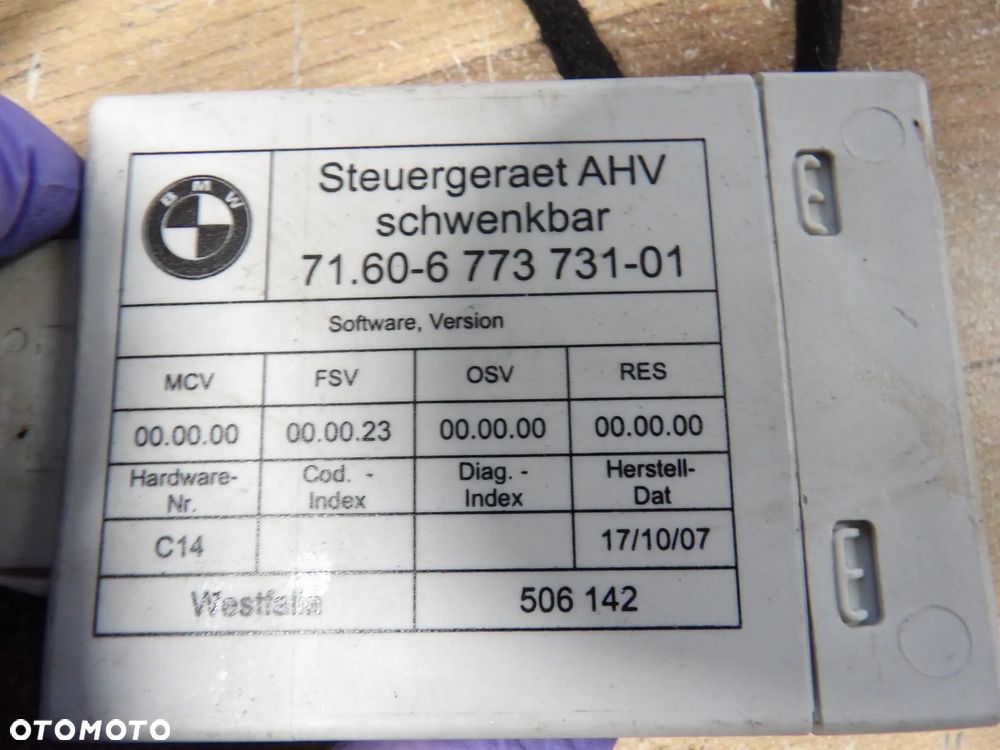 BMW
Steuergeraet AHV
schwenkbar
71.60-6 773 731-01
Software, Version
MCV FSV OSV RES
00.00.00 00.00.23 00.00.00 00.00.00
Hardware- Cod. - Diag. - Herstell-
Nr. Index Index Dat
C14 17/10/07
Westfalia 506 142
OTOMOTO